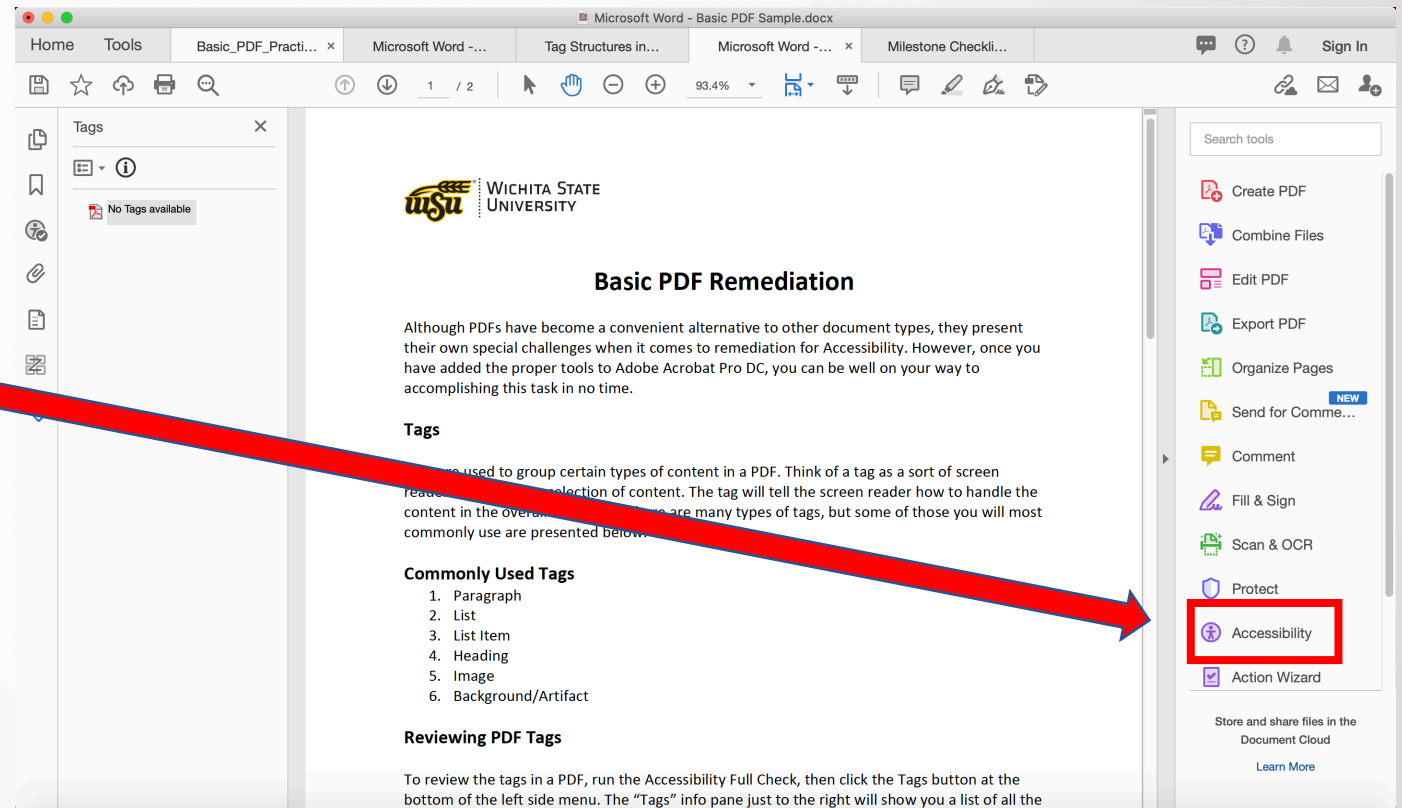 Microsoft Word - Basic PDF Sample.docx
Home Tools Basic_PDF_Practi... × Microsoft Word -... Tag Structures in... Microsoft Word -... × Milestone Checkli... ? Sign In
1 / 2 93.4%
Tags
No Tags available
WSU WICHITA STATE
UNIVERSITY
Basic PDF Remediation
Although PDFs have become a convenient alternative to other document types, they present
their own special challenges when it comes to remediation for Accessibility. However, once you
have added the proper tools to Adobe Acrobat Pro DC, you can be well on your way to
accomplishing this task in no time.
Tags
used to group certain types of content in a PDF. Think of a tag as a sort of screen
of content. The tag will tell the screen reader how to handle the
content in the are many types of tags, but some of those you will most
commonly use are presented below.
Commonly Used Tags
1. Paragraph
2. List
3. List Item
4. Heading
5. Image
6. Background/Artifact
Reviewing PDF Tags
To review the tags in a PDF, run the Accessibility Full Check, then click the Tags button at the
bottom of the left side menu. The “Tags” info pane just to the right will show you a list of all the
Search tools
Create PDF
Combine Files
Edit PDF
Export PDF
Organize Pages
NEW
Send for Comme...
Comment
Fill & Sign
Scan & OCR
Protect
Accessibility
Action Wizard
Store and share files in the
Document Cloud
Learn More